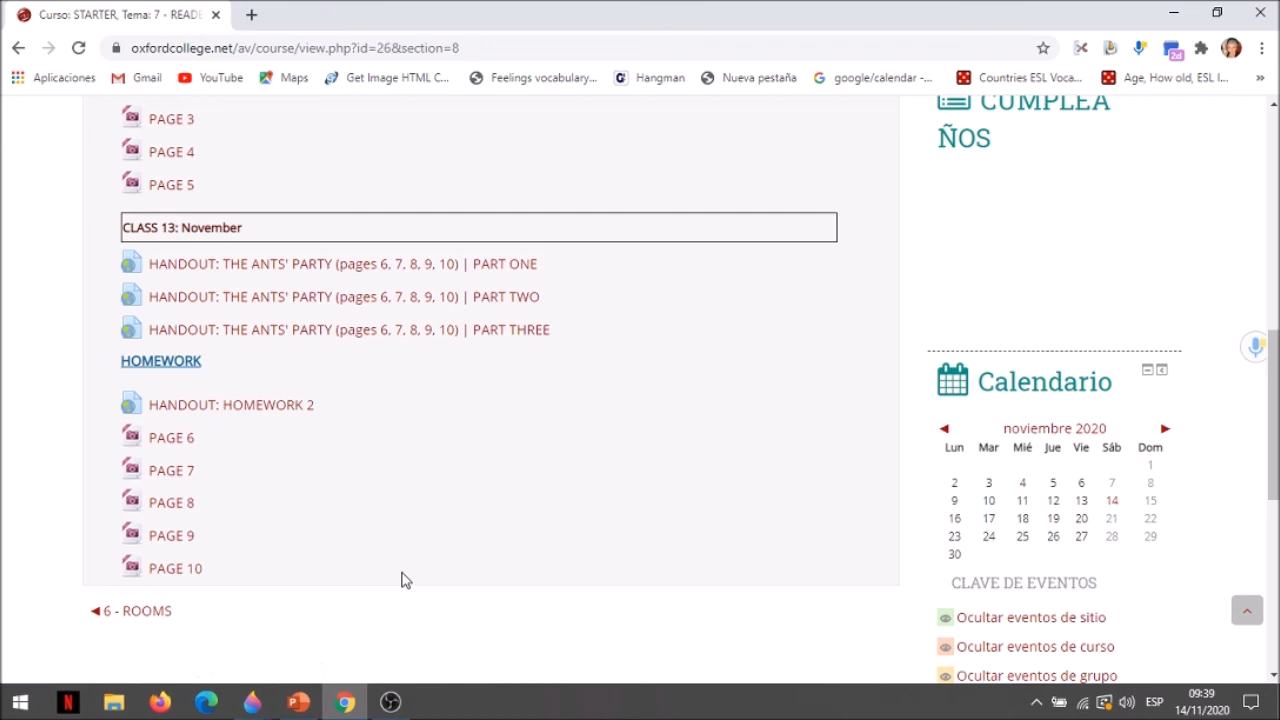 Curso: STARTER, Tema: 7 - READE
oxfordcollege.net/av/course/view.php?id=26&section=8
Aplicaciones
Gmail
YouTube
Maps
Get Image HTML C...
Feelings vocabulary...
Hangman
Nueva pestaña
google/calendar -...
Countries ESL Voca...
Age, How old, ESL I...
»
2d
PAGE 3
PAGE 4
PAGE 5
CLASS 13: November
HANDOUT: THE ANTS' PARTY (pages 6, 7, 8, 9, 10) | PART ONE
HANDOUT: THE ANTS' PARTY (pages 6, 7, 8, 9, 10) | PART TWO
HANDOUT: THE ANTS' PARTY (pages 6, 7, 8, 9, 10) | PART THREE
HOMEWORK
HANDOUT: HOMEWORK 2
PAGE 6
PAGE 7
PAGE 8
PAGE 9
PAGE 10
◀ 6 - ROOMS
CUMPLEA
ÑOS
Calendario
◀ noviembre 2020 ▶
Lun Mar Mié Jue Vie Sáb Dom
1
2 3 4 5 6 7 8
9 10 11 12 13 14 15
16 17 18 19 20 21 22
23 24 25 26 27 28 29
30
CLAVE DE EVENTOS
Ocultar eventos de sitio
Ocultar eventos de curso
Ocultar eventos de grupo
N
P
ESP
09:39
14/11/2020